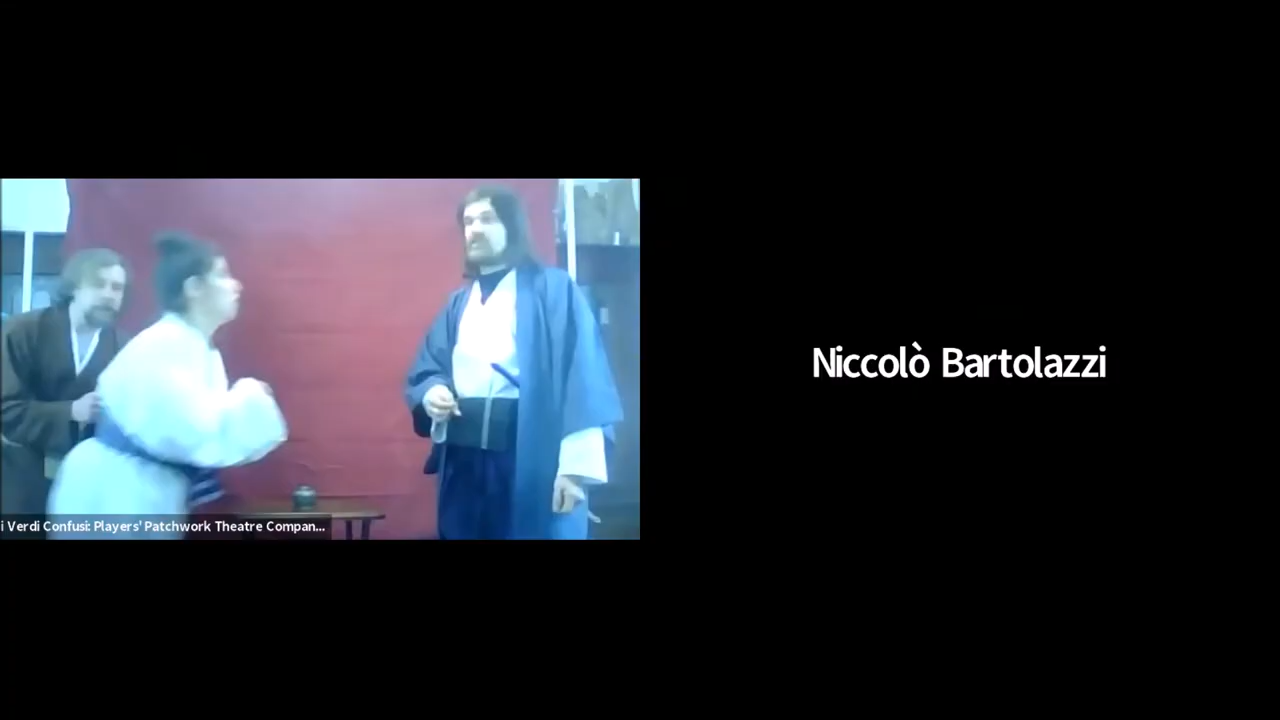 i Verdi Confusi: Players' Patchwork Theatre Compan...
Niccolò Bartolazzi